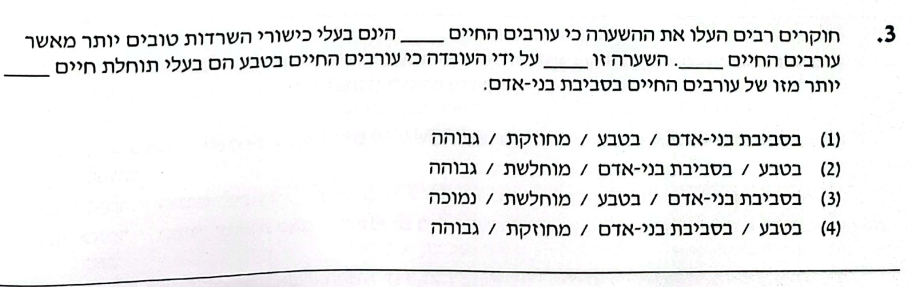 3. חוקרים רבים העלו את ההשערה כי עורבים החיים ____ הינם בעלי כישורי השרדות טובים יותר מאשר
עורבים החיים ____. השערה זו ____ על ידי העובדה כי עורבים החיים בטבע הם בעלי תוחלת חיים ____
יותר מזו של עורבים החיים בסביבת בני-אדם.
(1) בסביבת בני-אדם / בטבע / מחוזקת / גבוהה
(2) בטבע / בסביבת בני-אדם / מוחלשת / גבוהה
(3) בסביבת בני-אדם / בטבע / מוחלשת / נמוכה
(4) בטבע / בסביבת בני-אדם / מחוזקת / גבוהה